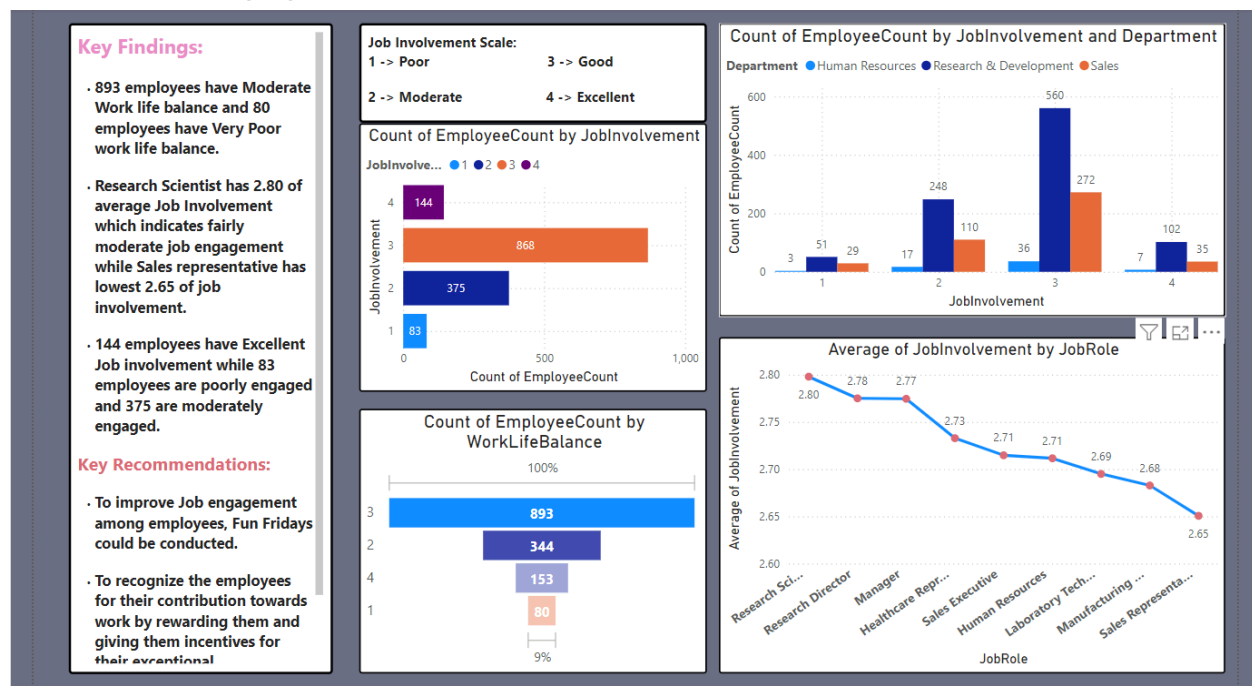 Key Findings:
. 893 employees have Moderate
Work life balance and 80
employees have Very Poor
work life balance.
. Research Scientist has 2.80 of
average Job Involvement
which indicates fairly
moderate job engagement
while Sales representative has
lowest 2.65 of job
involvement.
. 144 employees have Excellent
Job involvement while 83
employees are poorly engaged
and 375 are moderately
engaged.
Key Recommendations:
. To improve Job engagement
among employees, Fun Fridays
could be conducted.
. To recognize the employees
for their contribution towards
work by rewarding them and
giving them incentives for
their exceptional
Job Involvement Scale:
1 -> Poor 3 -> Good
2 -> Moderate 4 -> Excellent
Count of EmployeeCount by JobInvolvement
JobInvolve... 1 2 3 4
JobInvolvement
4 144
3 868
2 375
1 83
0 500 1,000
Count of EmployeeCount
Count of EmployeeCount by
WorkLifeBalance
100%
3 893
2 344
4 153
1 80
9%
Count of EmployeeCount by JobInvolvement and Department
Department Human Resources Research & Development Sales
Count of EmployeeCount
600
400
200
0
3 51 29
17 248 110
36 560 272
7 102 35
1 2 3 4
JobInvolvement
...
Average of JobInvolvement by JobRole
Average of JobInvolvement
2.80
2.75
2.70
2.65
2.60
2.80 2.78 2.77 2.73 2.71 2.71 2.69 2.68 2.65
Research Sci...
Research Director
Manager
Healthcare Repr...
Sales Executive
Human Resources
Laboratory Tech...
Manufacturing ...
Sales Representa...
JobRole